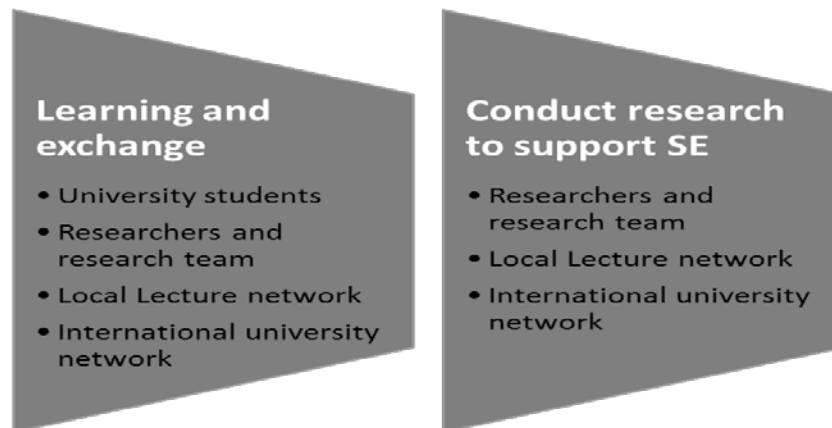 Learning and
exchange
• University students
• Researchers and
research team
• Local Lecture network
• International university
network
Conduct research
to support SE
• Researchers and
research team
• Local Lecture network
• International university
network